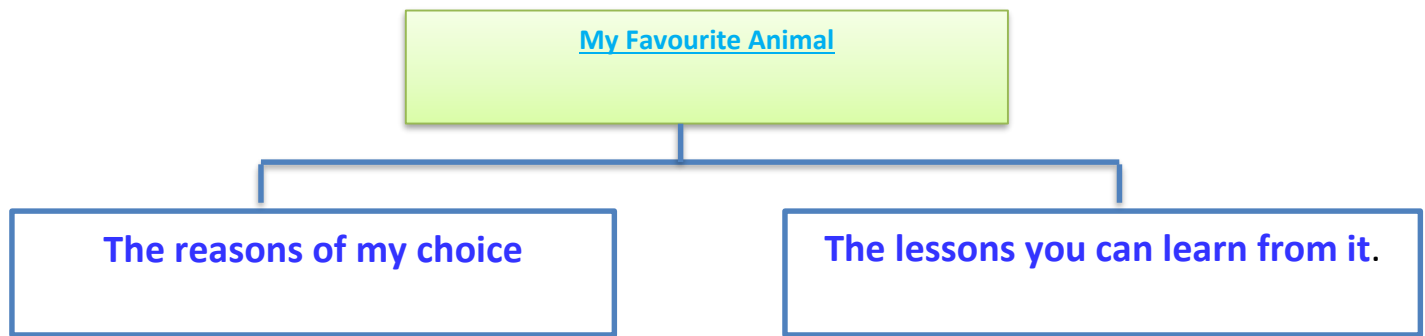 My Favourite Animal
The reasons of my choice
The lessons you can learn from it.